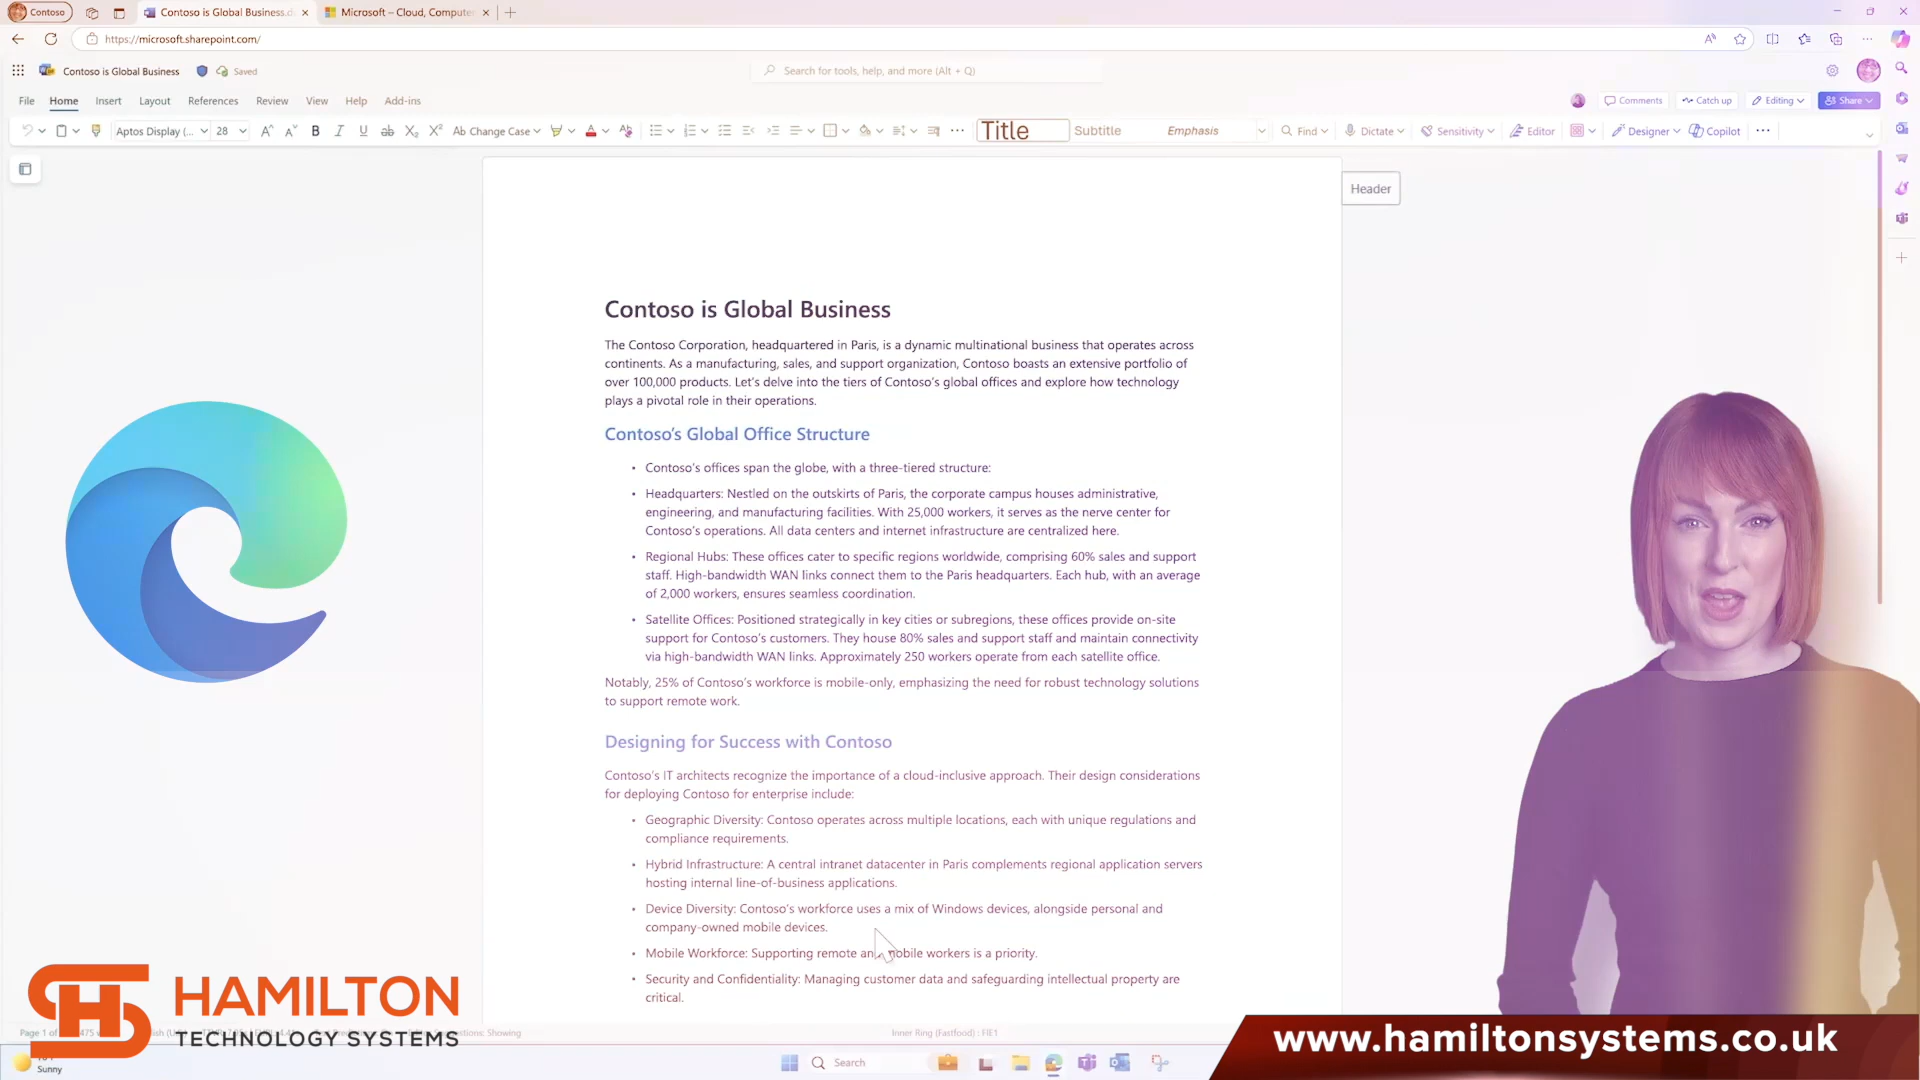 Contoso
Contoso is Global Business.d
Microsoft – Cloud, Compute
https://microsoft.sharepoint.com/
Contoso is Global Business
Saved
Search for tools, help, and more (Alt + Q)
File Home Insert Layout References Review View Help Add-ins
Comments Catch up Editing Share
Aptos Display (... 28 Change Case
Title Subtitle Emphasis Find Dictate Sensitivity Editor Designer Copilot
Header
Contoso is Global Business
The Contoso Corporation, headquartered in Paris, is a dynamic multinational business that operates across
continents. As a manufacturing, sales, and support organization, Contoso boasts an extensive portfolio of
over 100,000 products. Let's delve into the tiers of Contoso's global offices and explore how technology
plays a pivotal role in their operations.
Contoso's Global Office Structure
• Contoso's offices span the globe, with a three-tiered structure:
• Headquarters: Nestled on the outskirts of Paris, the corporate campus houses administrative,
engineering, and manufacturing facilities. With 25,000 workers, it serves as the nerve center for
Contoso's operations. All data centers and internet infrastructure are centralized here.
• Regional Hubs: These offices cater to specific regions worldwide, comprising 60% sales and support
staff. High-bandwidth WAN links connect them to the Paris headquarters. Each hub, with an average
of 2,000 workers, ensures seamless coordination.
• Satellite Offices: Positioned strategically in key cities or subregions, these offices provide on-site
support for Contoso's customers. They house 80% sales and support staff and maintain connectivity
via high-bandwidth WAN links. Approximately 250 workers operate from each satellite office.
Notably, 25% of Contoso's workforce is mobile-only, emphasizing the need for robust technology solutions
to support remote work.
Designing for Success with Contoso
Contoso's IT architects recognize the importance of a cloud-inclusive approach. Their design considerations
for deploying Contoso for enterprise include:
• Geographic Diversity: Contoso operates across multiple locations, each with unique regulations and
compliance requirements.
• Hybrid Infrastructure: A central intranet datacenter in Paris complements regional application servers
hosting internal line-of-business applications.
• Device Diversity: Contoso's workforce uses a mix of Windows devices, alongside personal and
company-owned mobile devices.
• Mobile Workforce: Supporting remote and mobile workers is a priority.
• Security and Confidentiality: Managing customer data and safeguarding intellectual property are
critical.
HAMILTON
TECHNOLOGY SYSTEMS
Page 1 of
Showing
Inner Ring (Fastfood) : FIE1
www.hamiltonsystems.co.uk
Sunny
Search